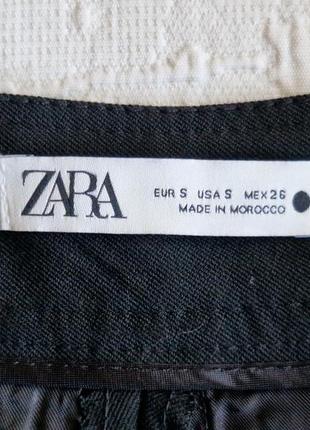 ZARA
EUR S USA S MEX 26
MADE IN MOROCCO